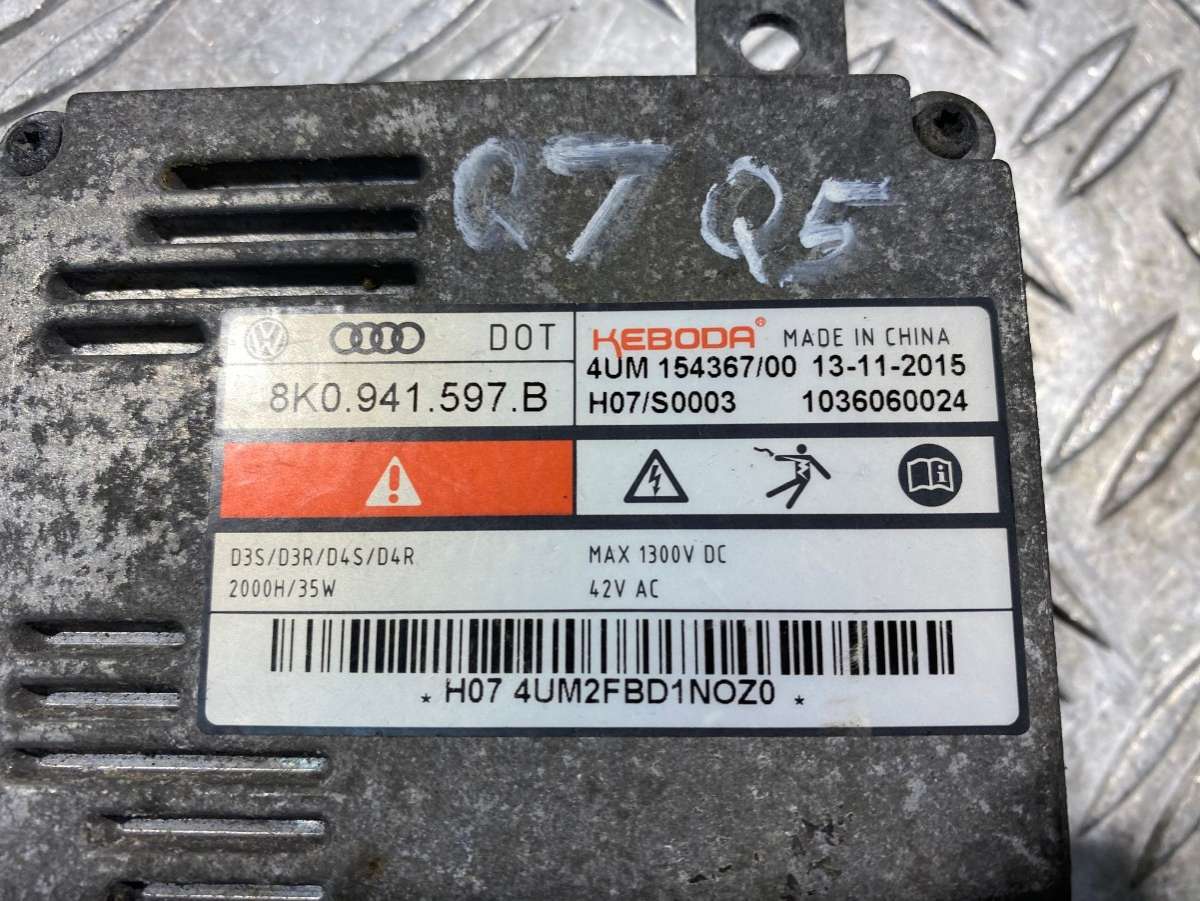 Q7 Q5
DOT
KEBODA® MADE IN CHINA
8K0.941.597.B
4UM 154367/00 13-11-2015
H07/S0003 1036060024
D3S/D3R/D4S/D4R
2000H/35W
MAX 1300V DC
42V AC
* H07 4UM2FBD1NOZ0 *